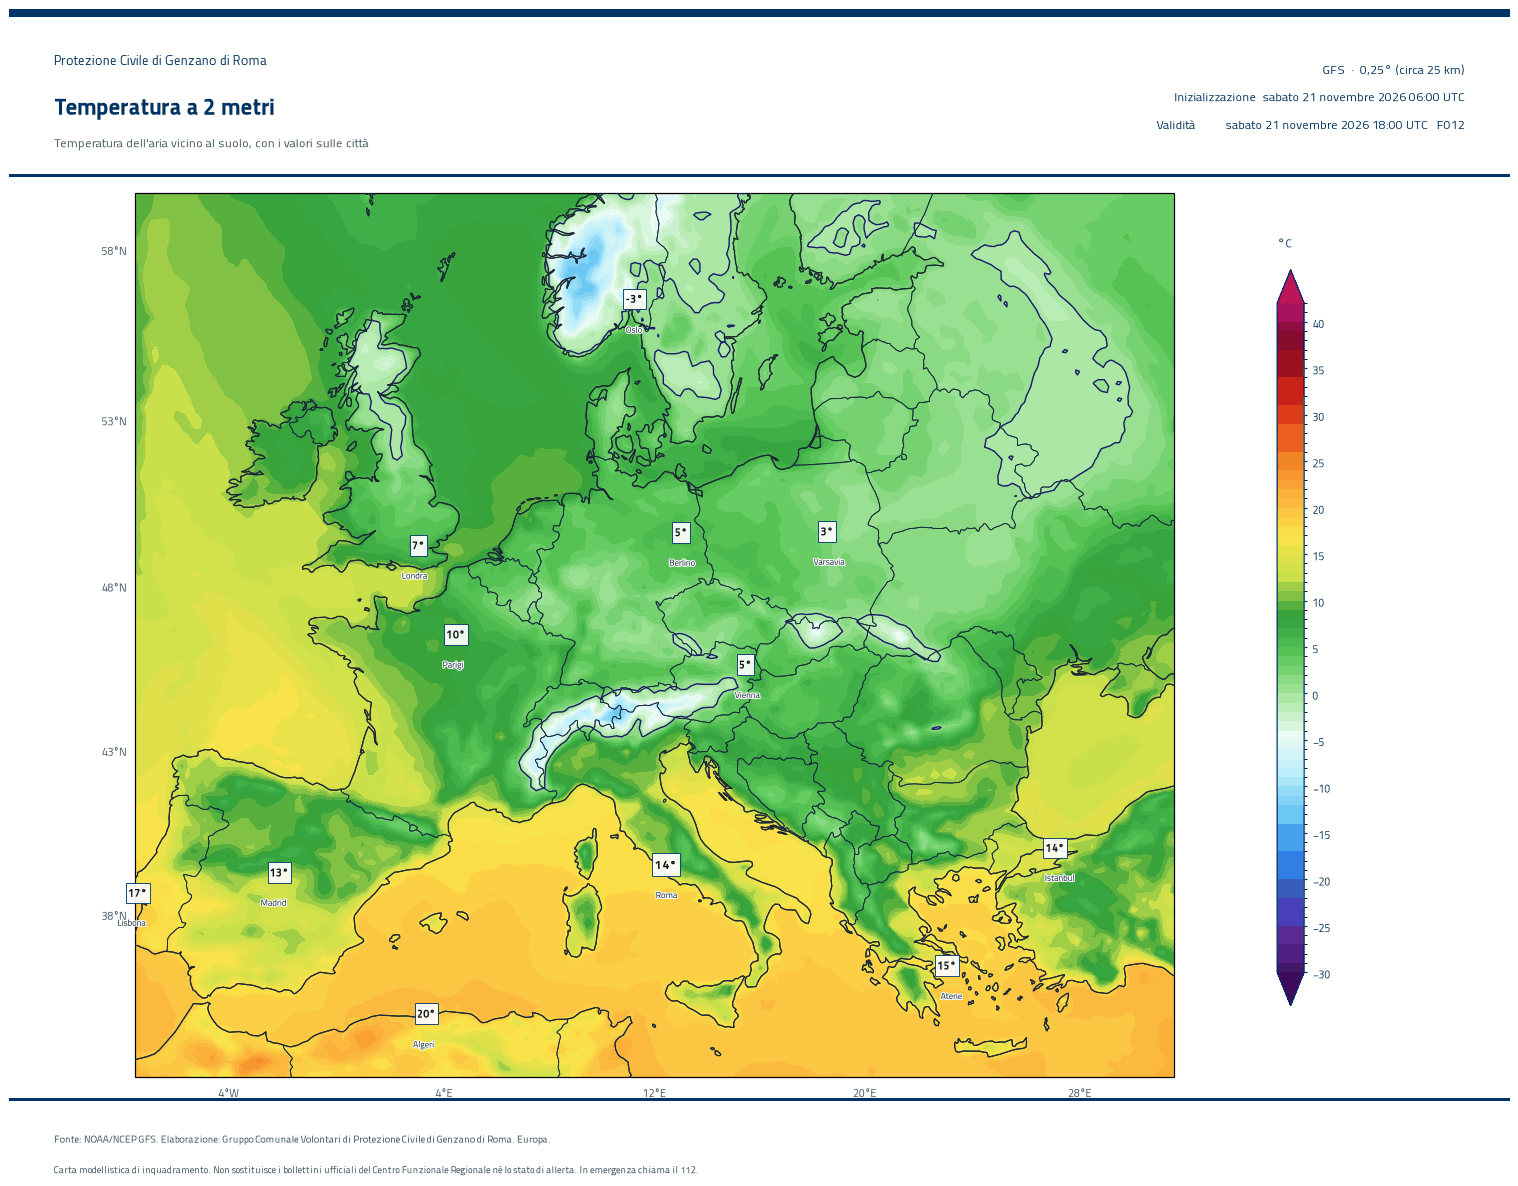 Protezione Civile di Genzano di Roma
Temperatura a 2 metri
Temperatura dell'aria vicino al suolo, con i valori sulle città
GFS · 0,25° (circa 25 km)
Inizializzazione sabato 21 novembre 2026 06:00 UTC
Validità sabato 21 novembre 2026 18:00 UTC F012
58°N
53°N
48°N
43°N
38°N
4°W
4°E
12°E
20°E
28°E
-3°
Oslo
7°
Londra
5°
Berlino
3°
Varsavia
10°
Parigi
5°
Vienna
13°
Madrid
17°
Lisbona
14°
Roma
14°
Istanbul
15°
Atene
20°
Algeri
°C
40
35
30
25
20
15
10
5
0
−5
−10
−15
−20
−25
−30
Fonte: NOAA/NCEP GFS. Elaborazione: Gruppo Comunale Volontari di Protezione Civile di Genzano di Roma. Europa.
Carta modellistica di inquadramento. Non sostituisce i bollettini ufficiali del Centro Funzionale Regionale né lo stato di allerta. In emergenza chiama il 112.